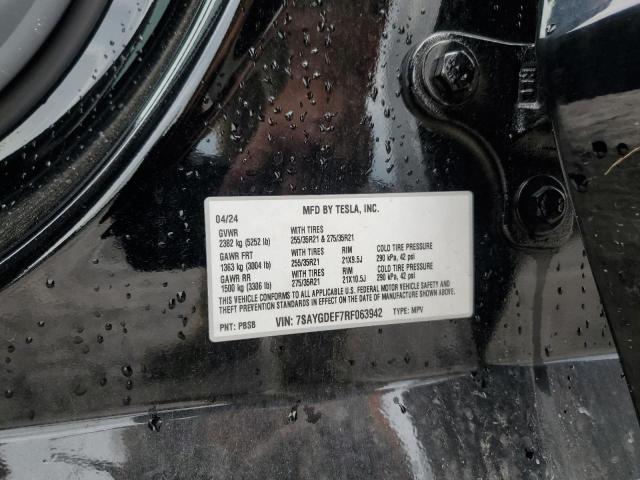 MFD BY TESLA, INC.
04/24
GVWR WITH TIRES
2382 kg (5252 lb) 255/35R21 & 275/35R21
GAWR FRT WITH TIRES RIM COLD TIRE PRESSURE
1363 kg (3004 lb) 255/35R21 21X9.5J 290 kPa, 42 psi
GAWR RR WITH TIRES RIM COLD TIRE PRESSURE
1500 kg (3306 lb) 275/35R21 21X10.5J 290 kPa, 42 psi
THIS VEHICLE CONFORMS TO ALL APPLICABLE U.S. FEDERAL MOTOR VEHICLE SAFETY AND
THEFT PREVENTION STANDARDS IN EFFECT ON THE DATE OF MANUFACTURE SHOWN ABOVE.
PNT: PBSB VIN: 7SAYGDEF7RF063942 TYPE: MPV